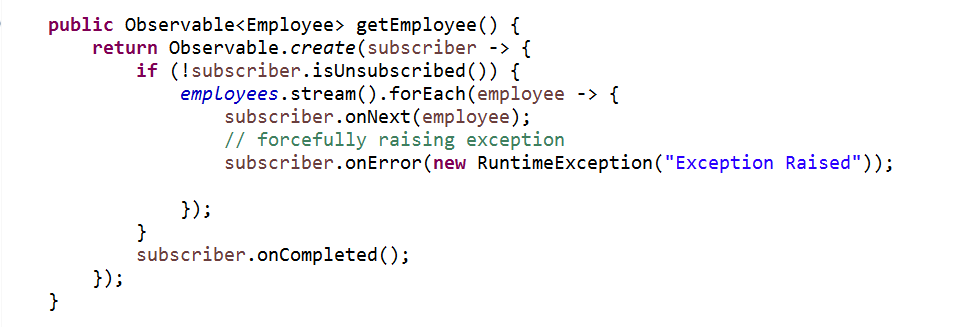 public Observable<Employee> getEmployee() {
    return Observable.create(subscriber -> {
        if (!subscriber.isUnsubscribed()) {
            employees.stream().forEach(employee -> {
                subscriber.onNext(employee);
                // forcefully raising exception
                subscriber.onError(new RuntimeException("Exception Raised"));
            });
        }
        subscriber.onCompleted();
    });
}